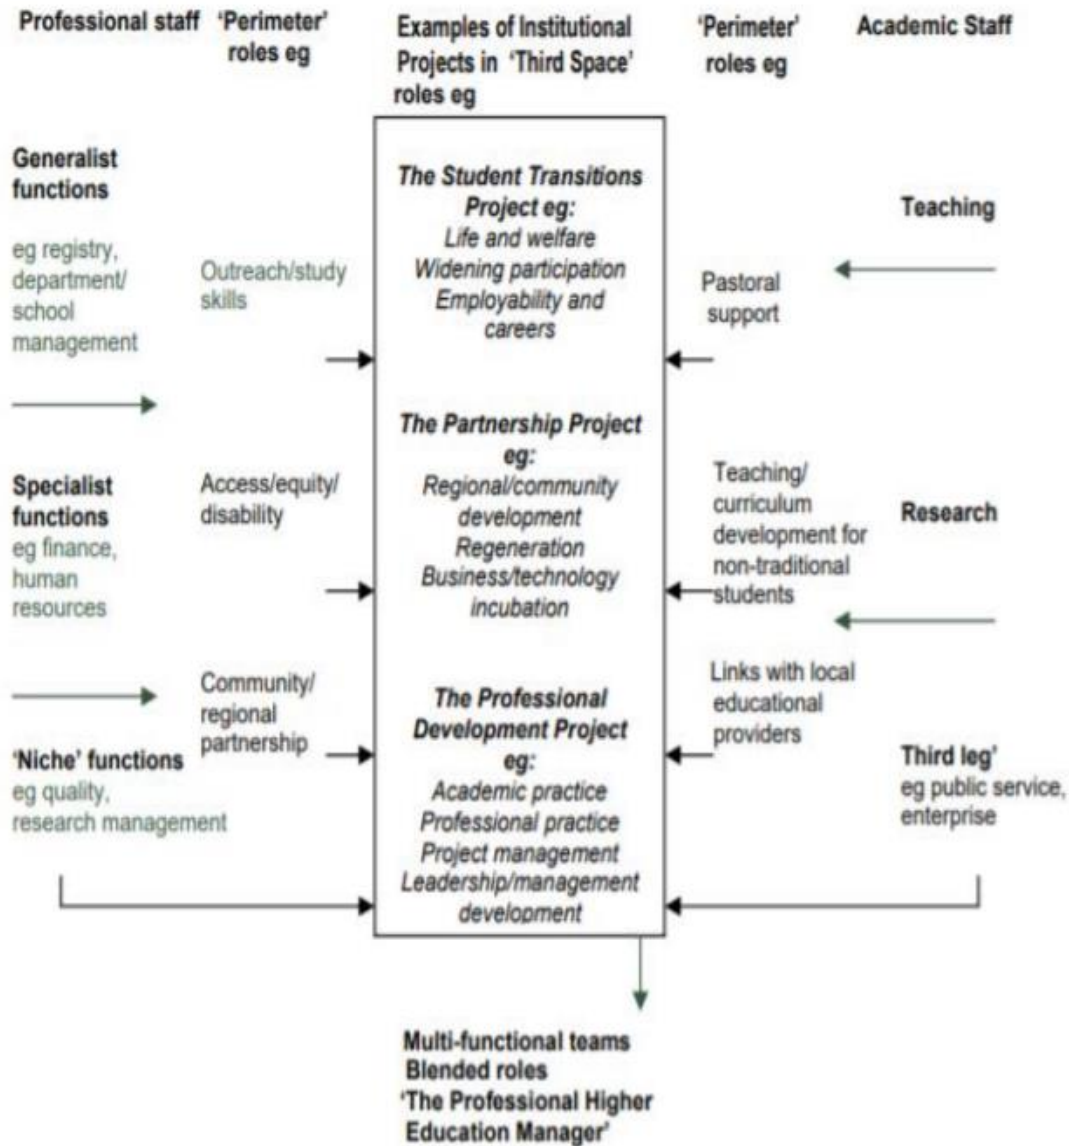 Professional staff
'Perimeter'
roles eg
Examples of Institutional
Projects in 'Third Space'
roles eg
'Perimeter'
roles eg
Academic Staff
Generalist
functions
eg registry,
department/
school
management
Outreach/study
skills
The Student Transitions
Project eg:
Life and welfare
Widening participation
Employability and
careers
Pastoral
support
Teaching
Specialist
functions
eg finance,
human
resources
Access/equity/
disability
The Partnership Project
eg:
Regional/community
development
Regeneration
Business/technology
incubation
Teaching/
curriculum
development for
non-traditional
students
Research
Community/
regional
partnership
'Niche' functions
eg quality,
research management
The Professional
Development Project
eg:
Academic practice
Professional practice
Project management
Leadership/management
development
Links with local
educational
providers
Third leg'
eg public service,
enterprise
Multi-functional teams
Blended roles
'The Professional Higher
Education Manager'